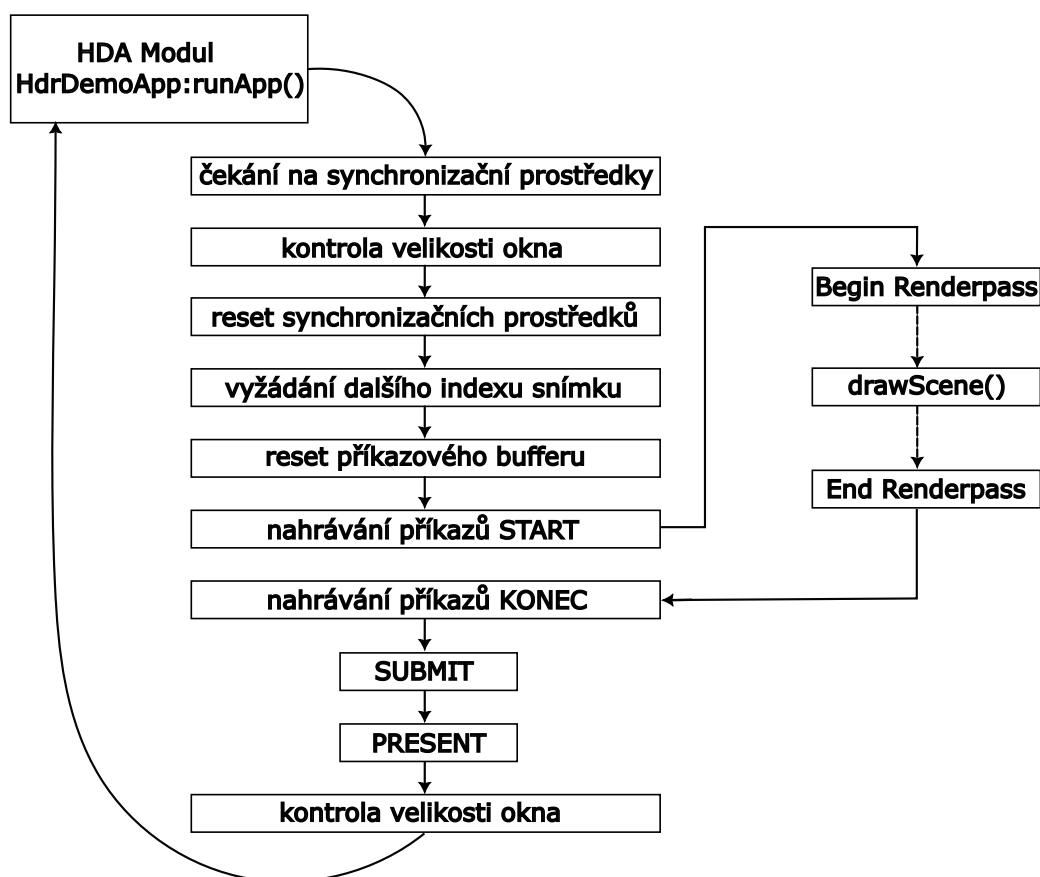 HDA Modul
HdrDemoApp:runApp()
čekání na synchronizační prostředky
kontrola velikosti okna
reset synchronizačních prostředků
vyžádání dalšího indexu snímku
reset příkazového bufferu
nahrávání příkazů START
Begin Renderpass
drawScene()
End Renderpass
nahrávání příkazů KONEC
SUBMIT
PRESENT
kontrola velikosti okna